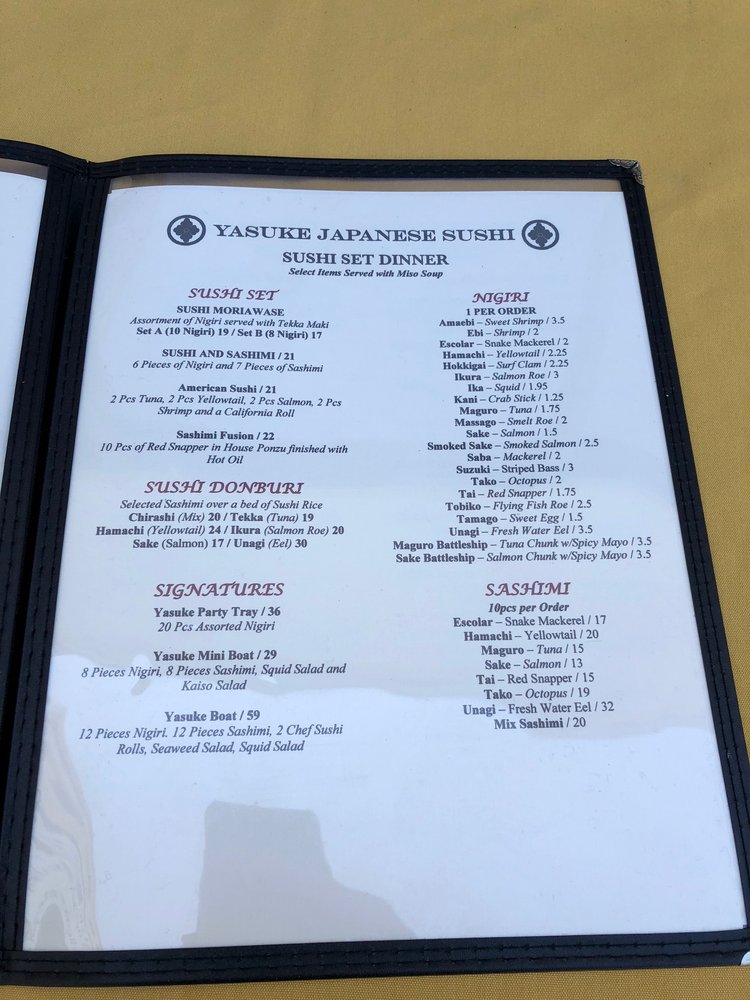 YASUKE JAPANESE SUSHI
SUSHI SET DINNER
Select Items Served with Miso Soup
SUSHI SET
SUSHI MORIAWASE
Assortment of Nigiri served with Tekka Maki
Set A (10 Nigiri) 19 / Set B (8 Nigiri) 17
SUSHI AND SASHIMI / 21
6 Pieces of Nigiri and 7 Pieces of Sashimi
American Sushi / 21
2 Pcs Tuna, 2 Pcs Yellowtail, 2 Pcs Salmon, 2 Pcs
Shrimp and a California Roll
Sashimi Fusion / 22
10 Pcs of Red Snapper in House Ponzu finished with
Hot Oil
SUSHI DONBURI
Selected Sashimi over a bed of Sushi Rice
Chirashi (Mix) 20 / Tekka (Tuna) 19
Hamachi (Yellowtail) 24 / Ikura (Salmon Roe) 20
Sake (Salmon) 17 / Unagi (Eel) 30
SIGNATURES
Yasuke Party Tray / 36
20 Pcs Assorted Nigiri
Yasuke Mini Boat / 29
8 Pieces Nigiri, 8 Pieces Sashimi, Squid Salad and
Kaiso Salad
Yasuke Boat / 59
12 Pieces Nigiri. 12 Pieces Sashimi, 2 Chef Sushi
Rolls, Seaweed Salad, Squid Salad
NIGIRI
1 PER ORDER
Amaebi – Sweet Shrimp / 3.5
Ebi – Shrimp / 2
Escolar – Snake Mackerel / 2
Hamachi – Yellowtail / 2.25
Hokkigai – Surf Clam / 2.25
Ikura – Salmon Roe / 3
Ika – Squid / 1.95
Kani – Crab Stick / 1.25
Maguro – Tuna / 1.75
Massago – Smelt Roe / 2
Sake – Salmon / 1.5
Smoked Sake – Smoked Salmon / 2.5
Saba – Mackerel / 2
Suzuki – Striped Bass / 3
Tako – Octopus / 2
Tai – Red Snapper / 1.75
Tobiko – Flying Fish Roe / 2.5
Tamago – Sweet Egg / 1.5
Unagi – Fresh Water Eel / 3.5
Maguro Battleship – Tuna Chunk w/Spicy Mayo / 3.5
Sake Battleship – Salmon Chunk w/Spicy Mayo / 3.5
SASHIMI
10pcs per Order
Escolar – Snake Mackerel / 17
Hamachi – Yellowtail / 20
Maguro – Tuna / 15
Sake – Salmon / 13
Tai – Red Snapper / 15
Tako – Octopus / 19
Unagi – Fresh Water Eel / 32
Mix Sashimi / 20